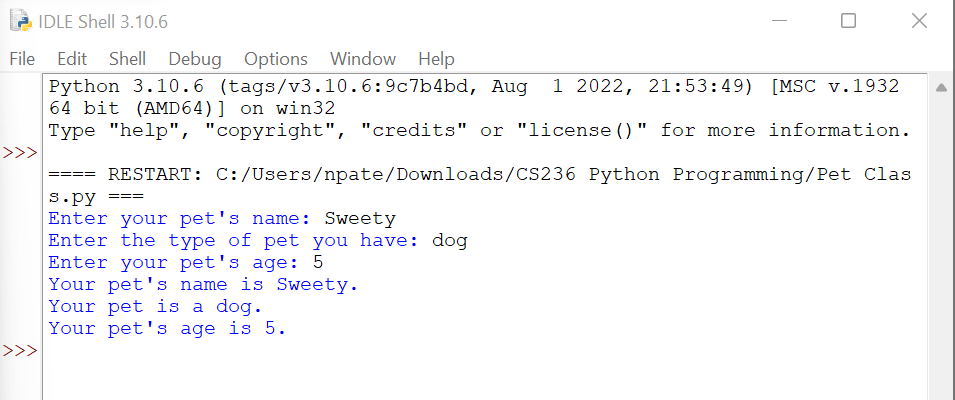 IDLE Shell 3.10.6
File Edit Shell Debug Options Window Help
Python 3.10.6 (tags/v3.10.6:9c7b4bd, Aug  1 2022, 21:53:49) [MSC v.1932
64 bit (AMD64)] on win32
Type "help", "copyright", "credits" or "license()" for more information.
>>>
==== RESTART: C:/Users/npate/Downloads/CS236 Python Programming/Pet Clas
s.py ===
Enter your pet's name: Sweety
Enter the type of pet you have: dog
Enter your pet's age: 5
Your pet's name is Sweety.
Your pet is a dog.
Your pet's age is 5.
>>>